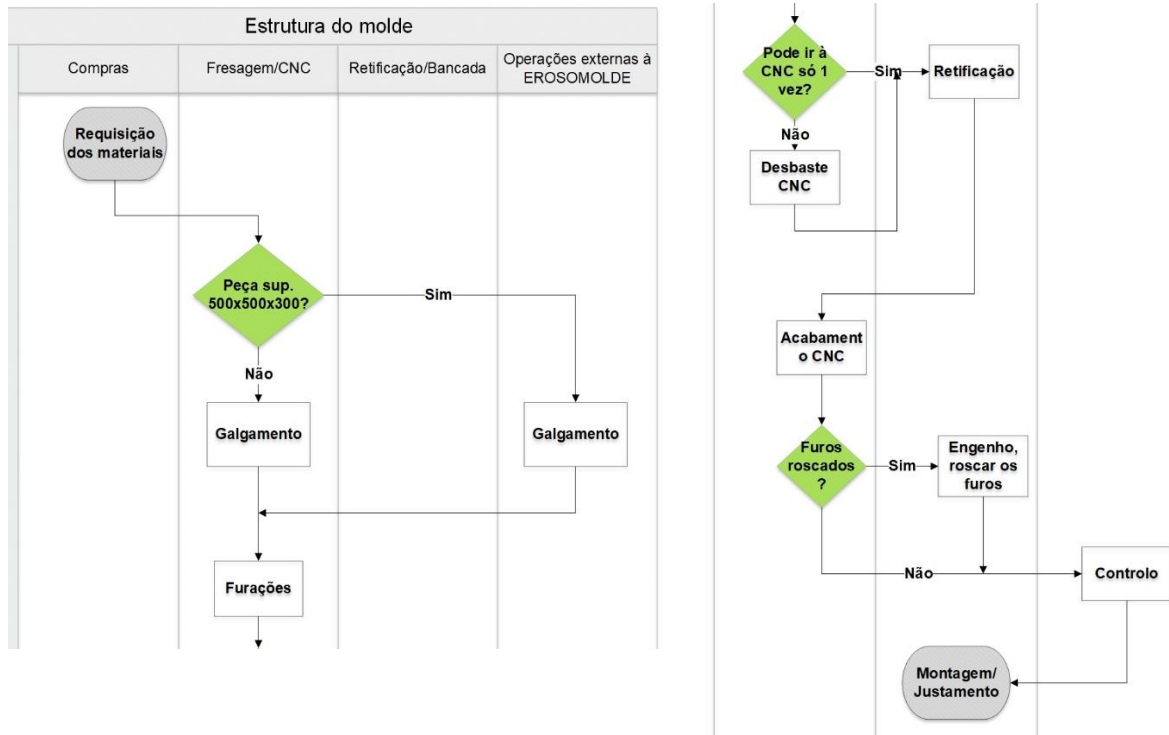 Estrutura do molde
Compras
Fresagem/CNC
Retificação/Bancada
Operações externas à
EROSOMOLDE
Requisição
dos materiais
Peça sup.
500x500x300?
Sim
Não
Galgamento
Galgamento
Furações
Pode ir à
CNC só 1
vez?
Sim
Retificação
Não
Desbaste
CNC
Acabament
o CNC
Furos
roscados
?
Sim
Engenho,
roscar os
furos
Não
Controlo
Montagem/
Justamento